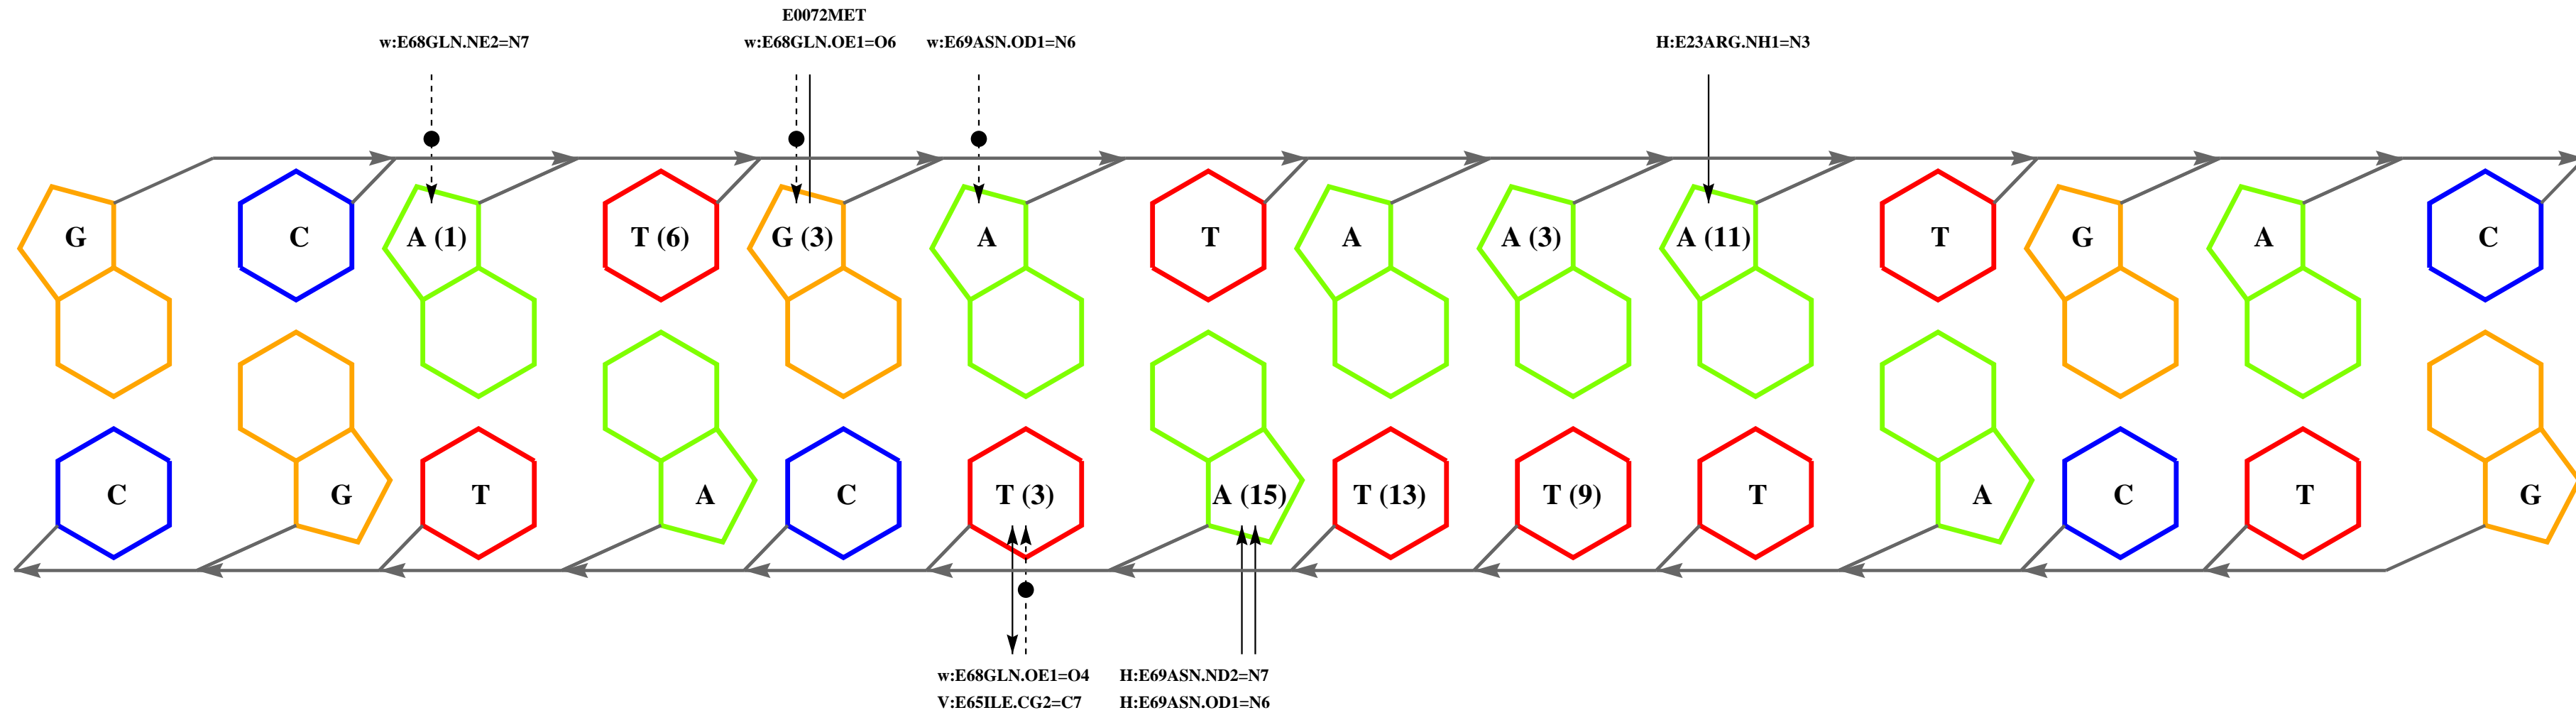 E0072MET
w:E68GLN.NE2=N7 w:E68GLN.OE1=O6 w:E69ASN.OD1=N6 H:E23ARG.NH1=N3
G C A (1) T (6) G (3) A T A A (3) A (11) T G A C
C G T A C T (3) A (15) T (13) T (9) T A C T G
w:E68GLN.OE1=O4 H:E69ASN.ND2=N7
V:E65ILE.CG2=C7 H:E69ASN.OD1=N6